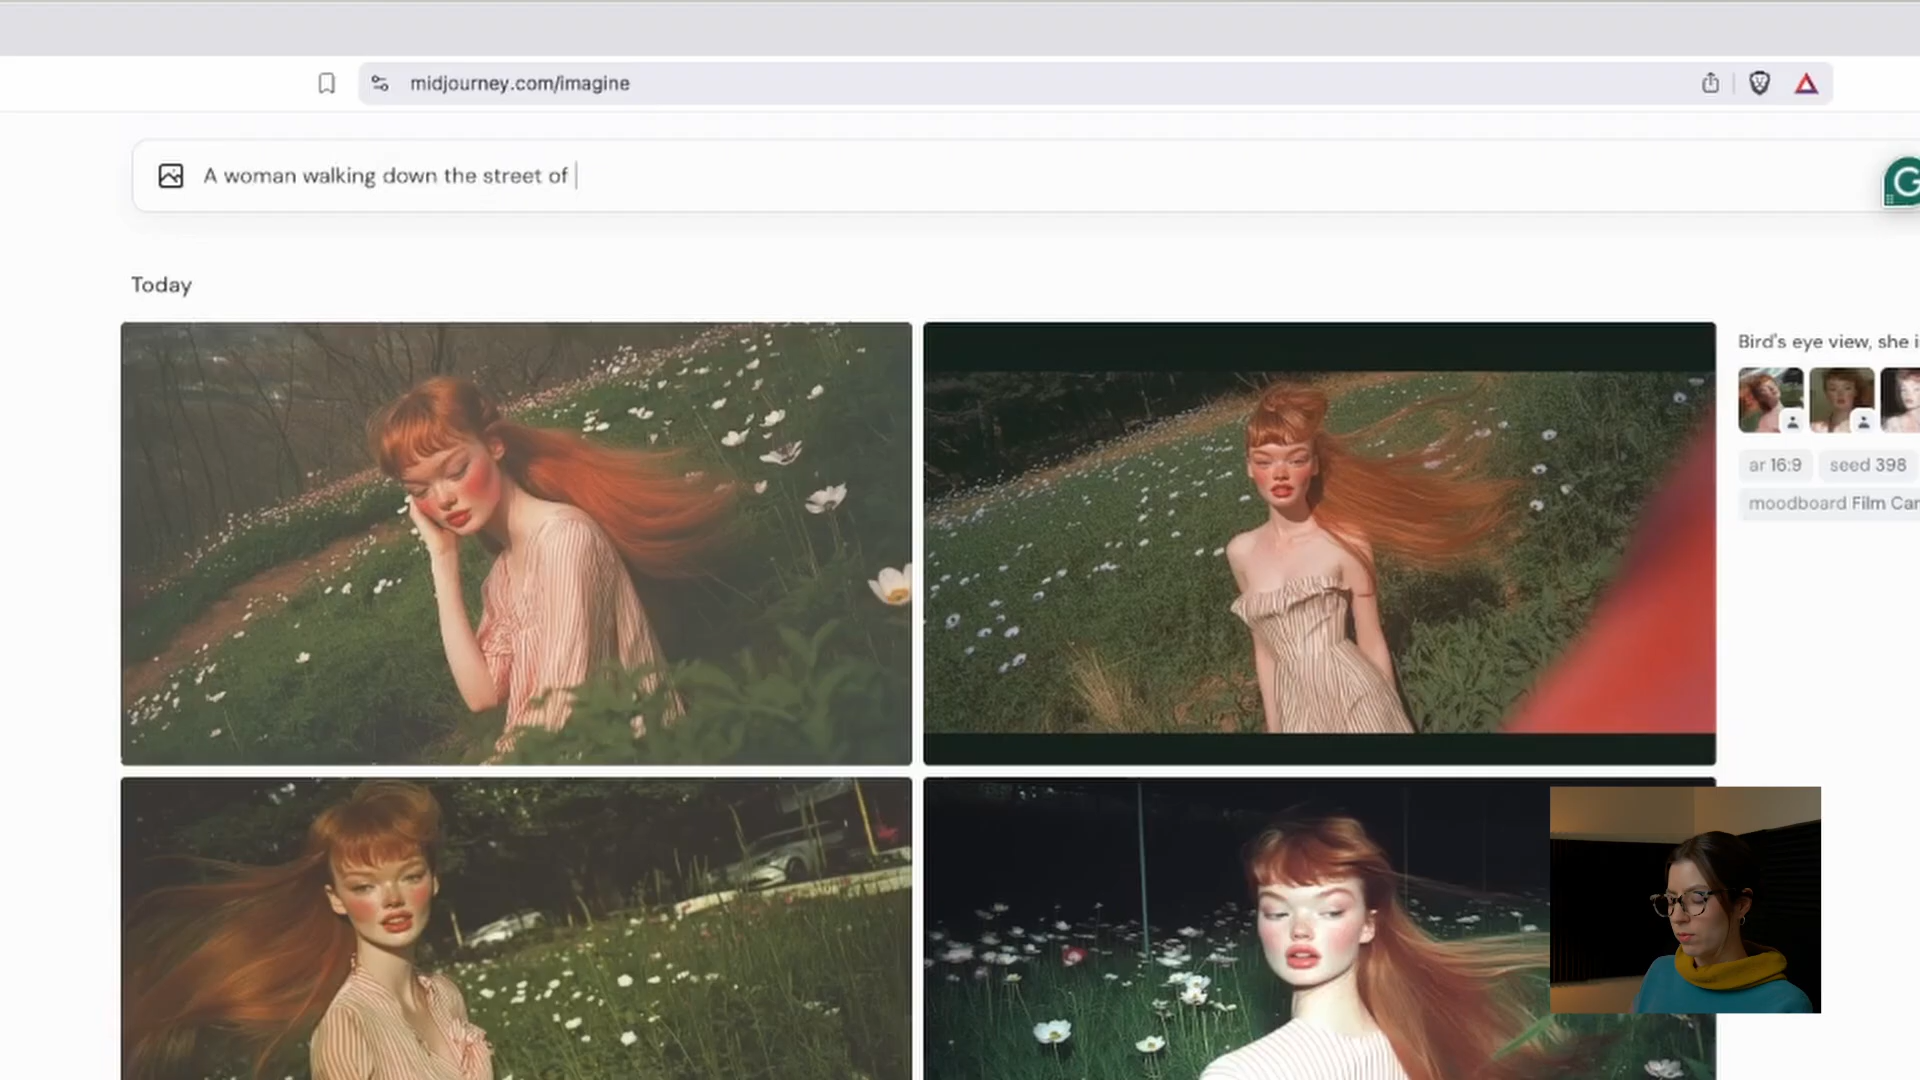 midjourney.com/imagine
A woman walking down the street of
Today
Bird's eye view, she
ar 16:9 seed 398
moodboard Film